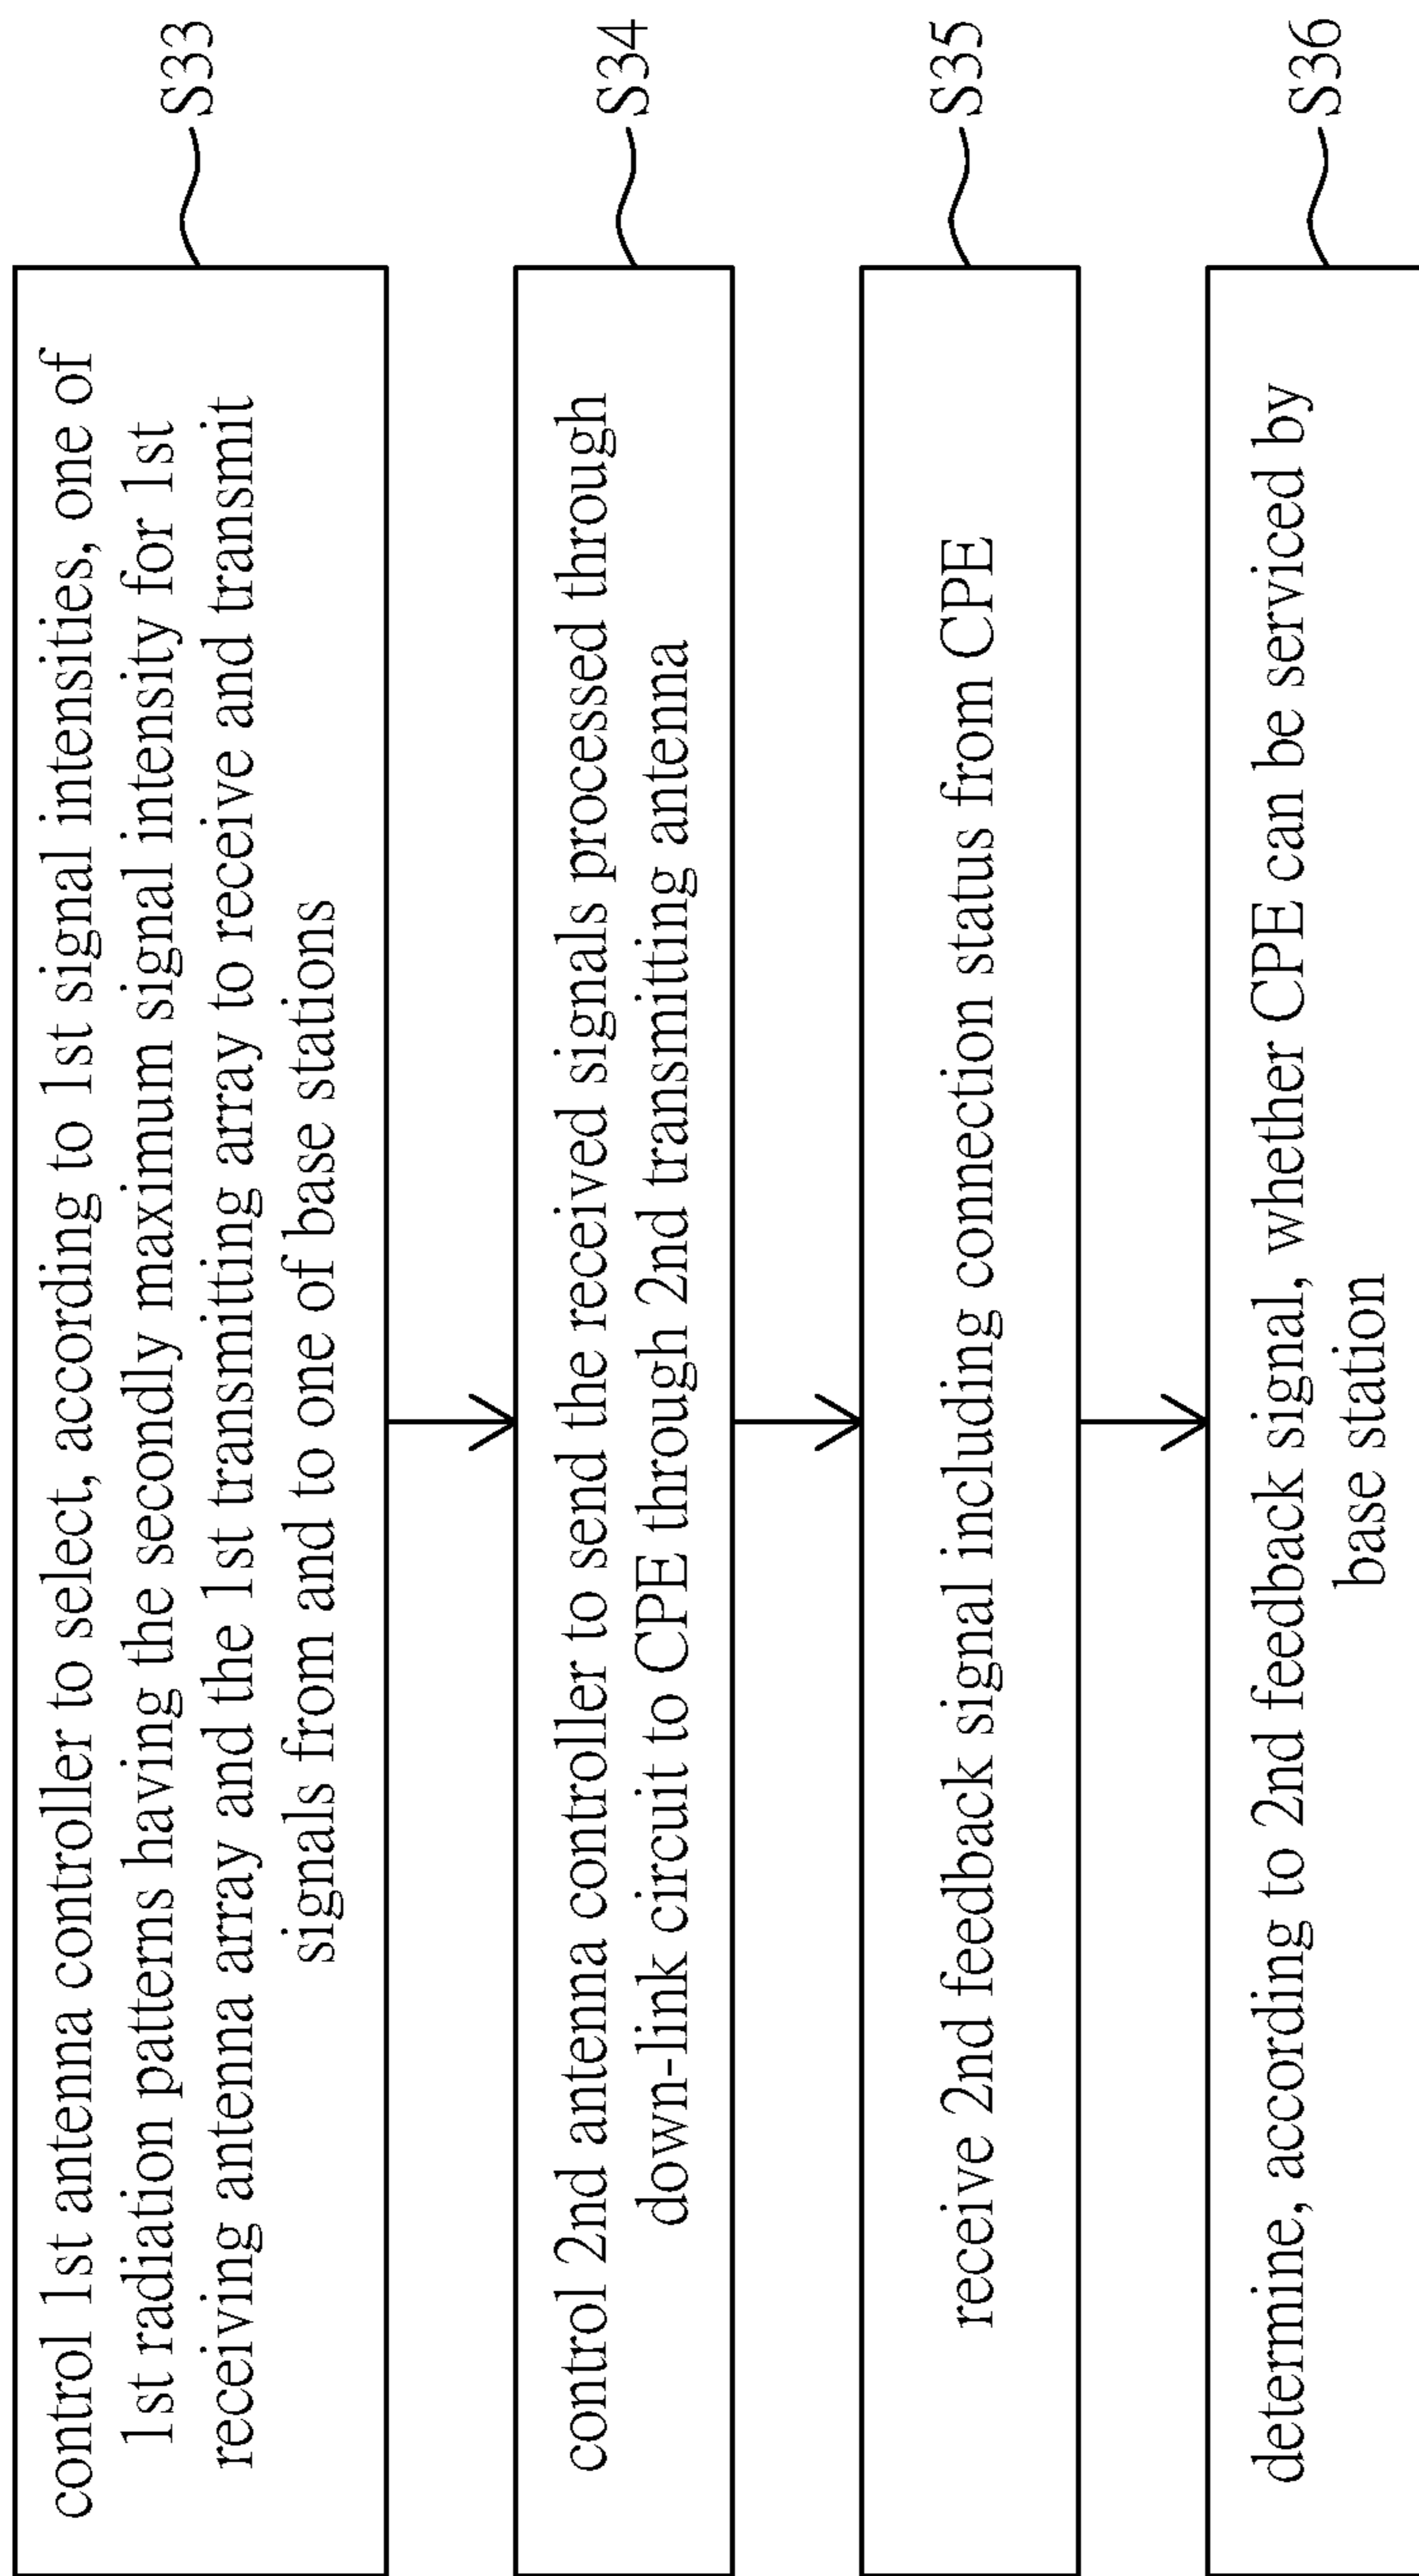 control 1st antenna controller to select, according to 1st signal intensities, one of
1st radiation patterns having the secondly maximum signal intensity for 1st
receiving antenna array and the 1st transmitting array to receive and transmit
signals from and to one of base stations
S33
control 2nd antenna controller to send the received signals processed through
down-link circuit to CPE through 2nd transmitting antenna
S34
receive 2nd feedback signal including connection status from CPE
S35
determine, according to 2nd feedback signal, whether CPE can be serviced by
base station
S36